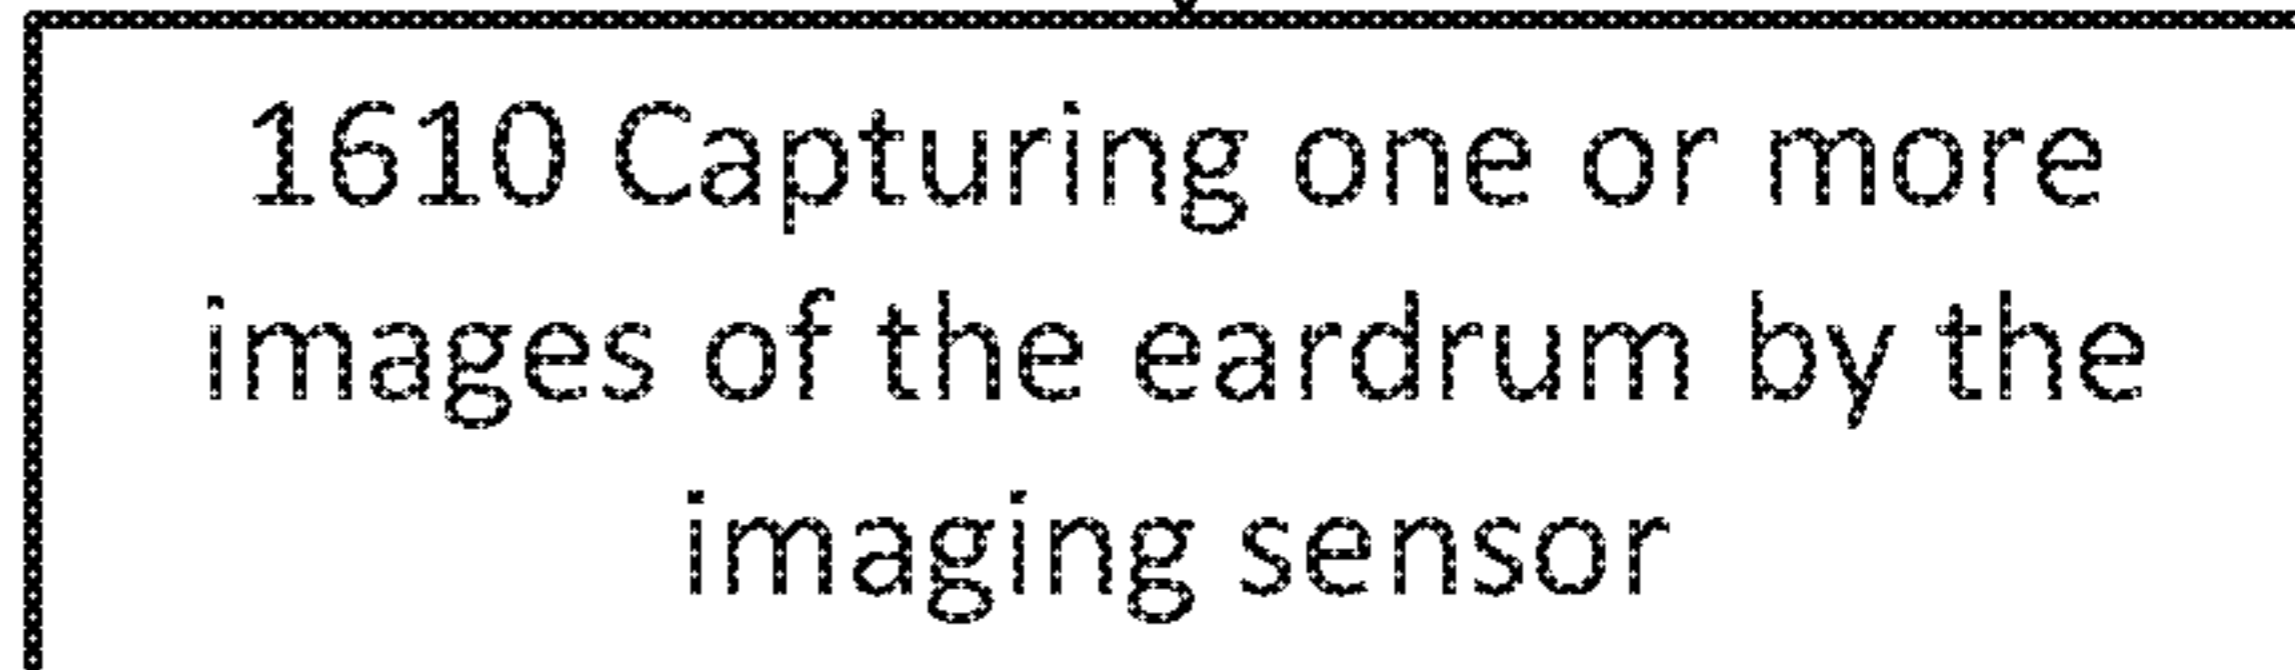 1610 Capturing one or more
images of the eardrum by the
imaging sensor